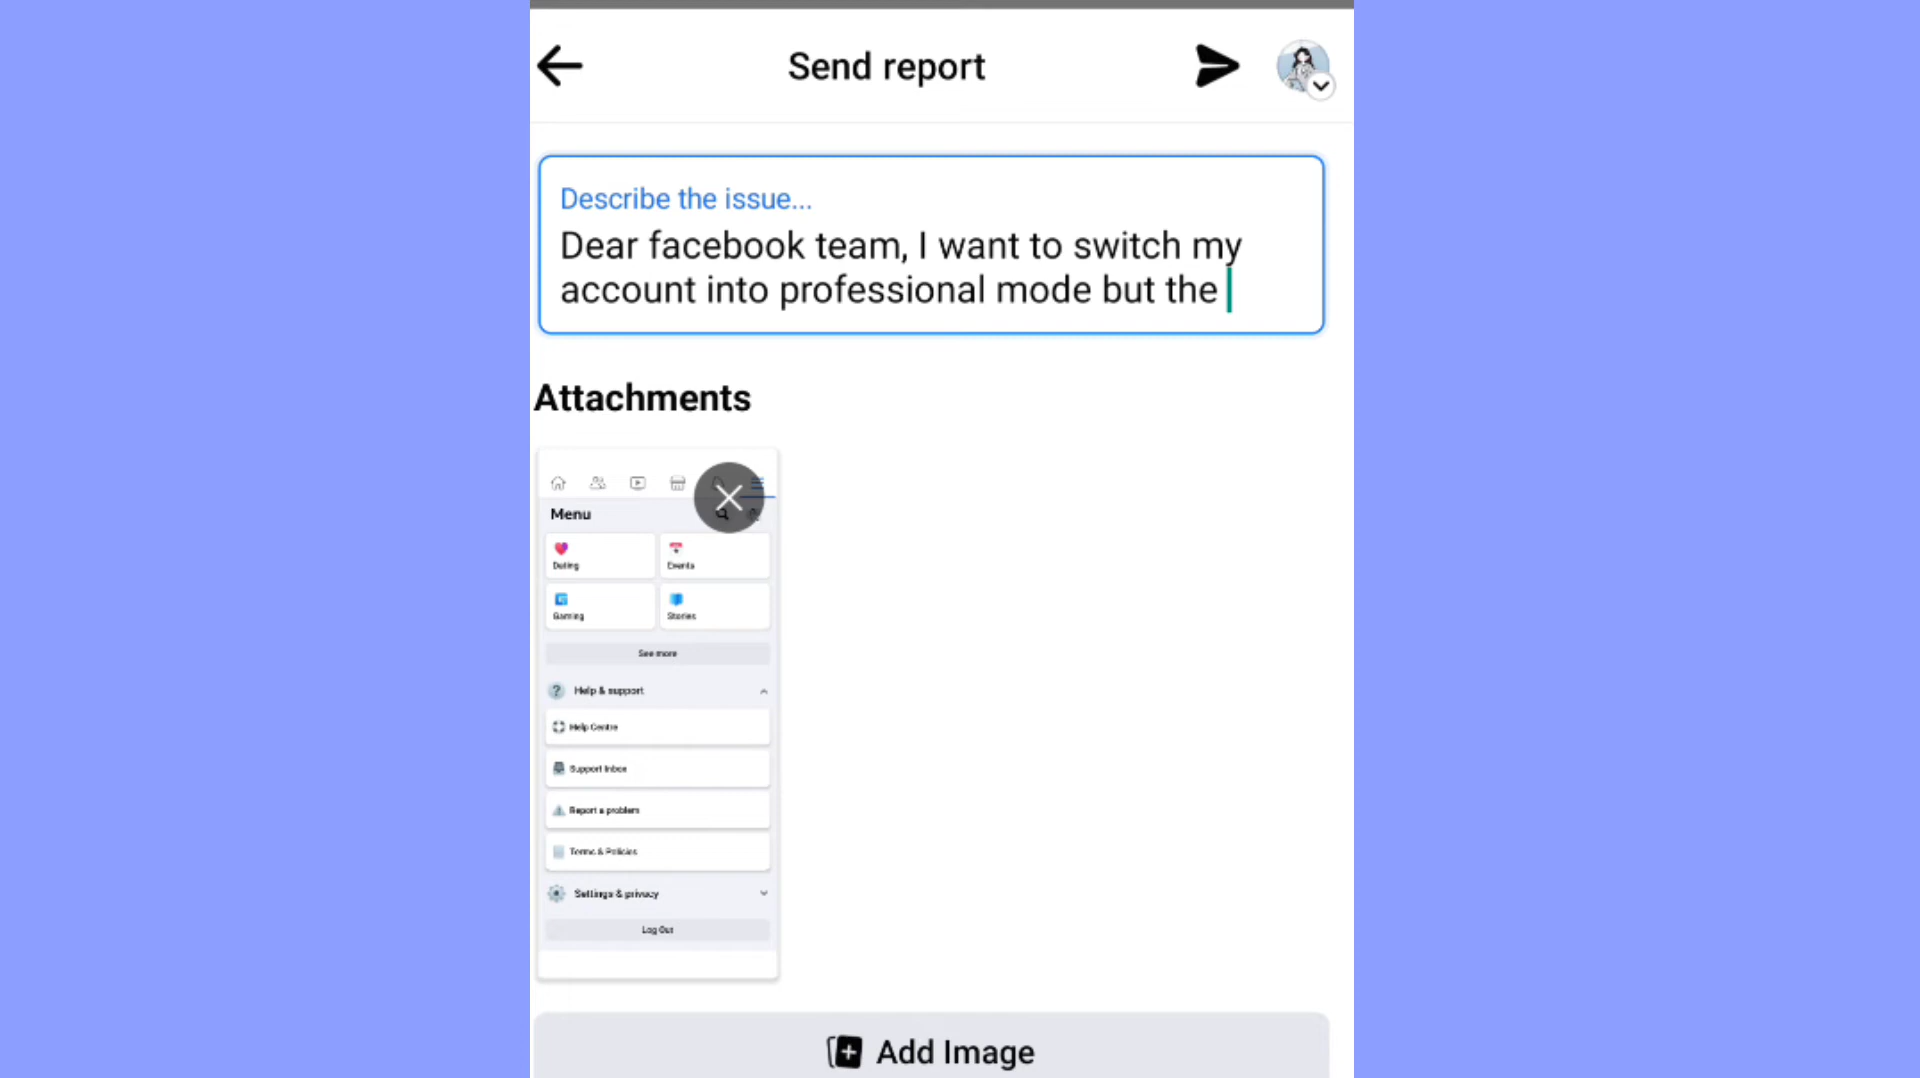 Send report
Describe the issue...
Dear facebook team, I want to switch my
account into professional mode but the
Attachments
Menu
Dating
Events
Gaming
Stories
See more
Help & support
Help Centre
Support Inbox
Report a problem
Terms & Policies
Settings & privacy
Log Out
Add Image